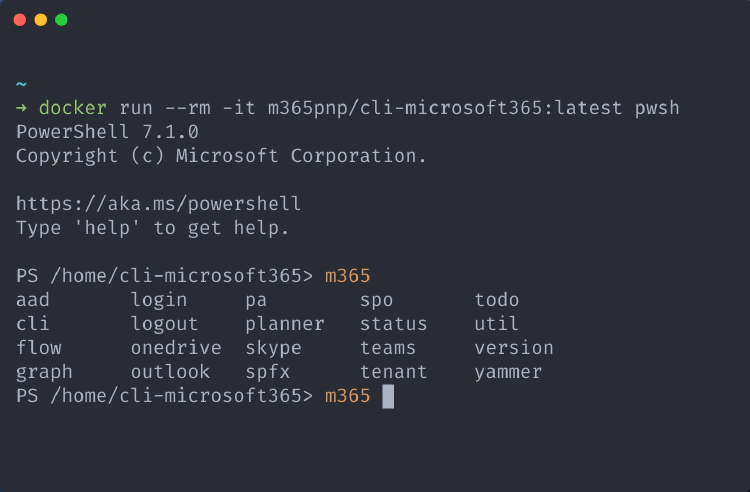 ~
→ docker run --rm -it m365pnp/cli-microsoft365:latest pwsh
PowerShell 7.1.0
Copyright (c) Microsoft Corporation.

https://aka.ms/powershell
Type 'help' to get help.

PS /home/cli-microsoft365> m365
aad       login     pa        spo       todo
cli       logout    planner   status    util
flow      onedrive  skype     teams     version
graph     outlook   spfx      tenant    yammer
PS /home/cli-microsoft365> m365